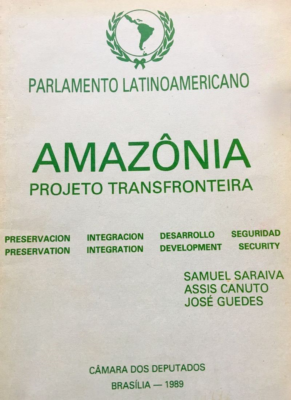 PARLAMENTO LATINOAMERICANO
AMAZÔNIA
PROJETO TRANSFRONTEIRA
PRESERVACION INTEGRACION DESARROLLO SEGURIDAD
PRESERVATION INTEGRATION DEVELOPMENT SECURITY
SAMUEL SARAIVA
ASSIS CANUTO
JOSÉ GUEDES
CÂMARA DOS DEPUTADOS
BRASÍLIA — 1989